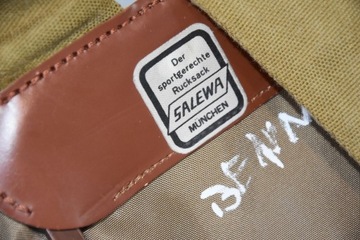 Der
sportgerechte
Rucksack
SALEWA
MÜNCHEN